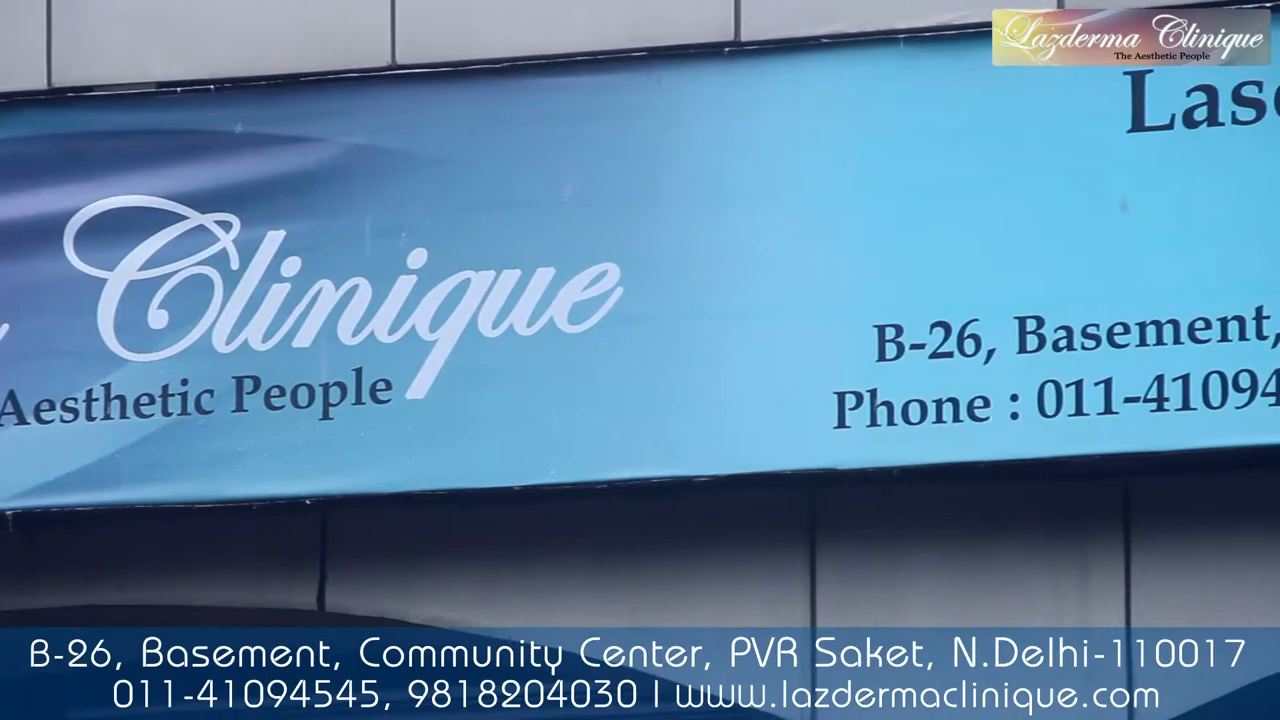 Lazderma Clinique
The Aesthetic People
Clinique
Aesthetic People
B-26, Basement,
Phone : 011-41094
B-26, Basement, Community Center, PVR Saket, N.Delhi-110017
011-41094545, 9818204030 | www.lazdermaclinique.com